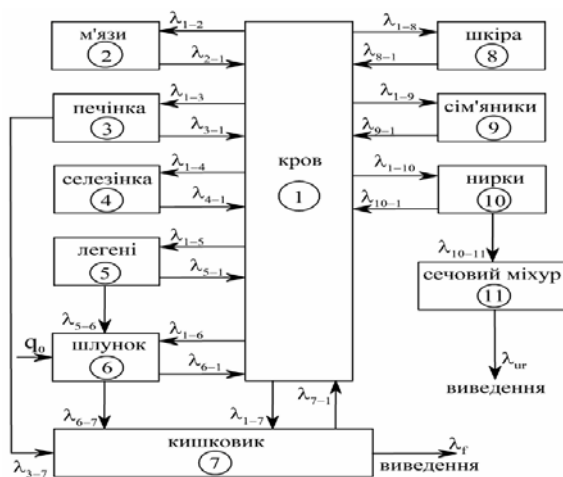 м'язи
2
λ1–2
λ2–1
печінка
3
λ1–3
λ3–1
селезінка
4
λ1–4
λ4–1
легені
5
λ1–5
λ5–1
λ5–6
q0
шлунок
6
λ1–6
λ6–1
λ6–7
λ3–7
кров
1
λ1–7
λ7–1
кишковик
7
λf
виведення
λ1–8
λ8–1
шкіра
8
λ1–9
λ9–1
сім'яники
9
λ1–10
λ10–1
нирки
10
λ10–11
сечовий міхур
11
λur
виведення